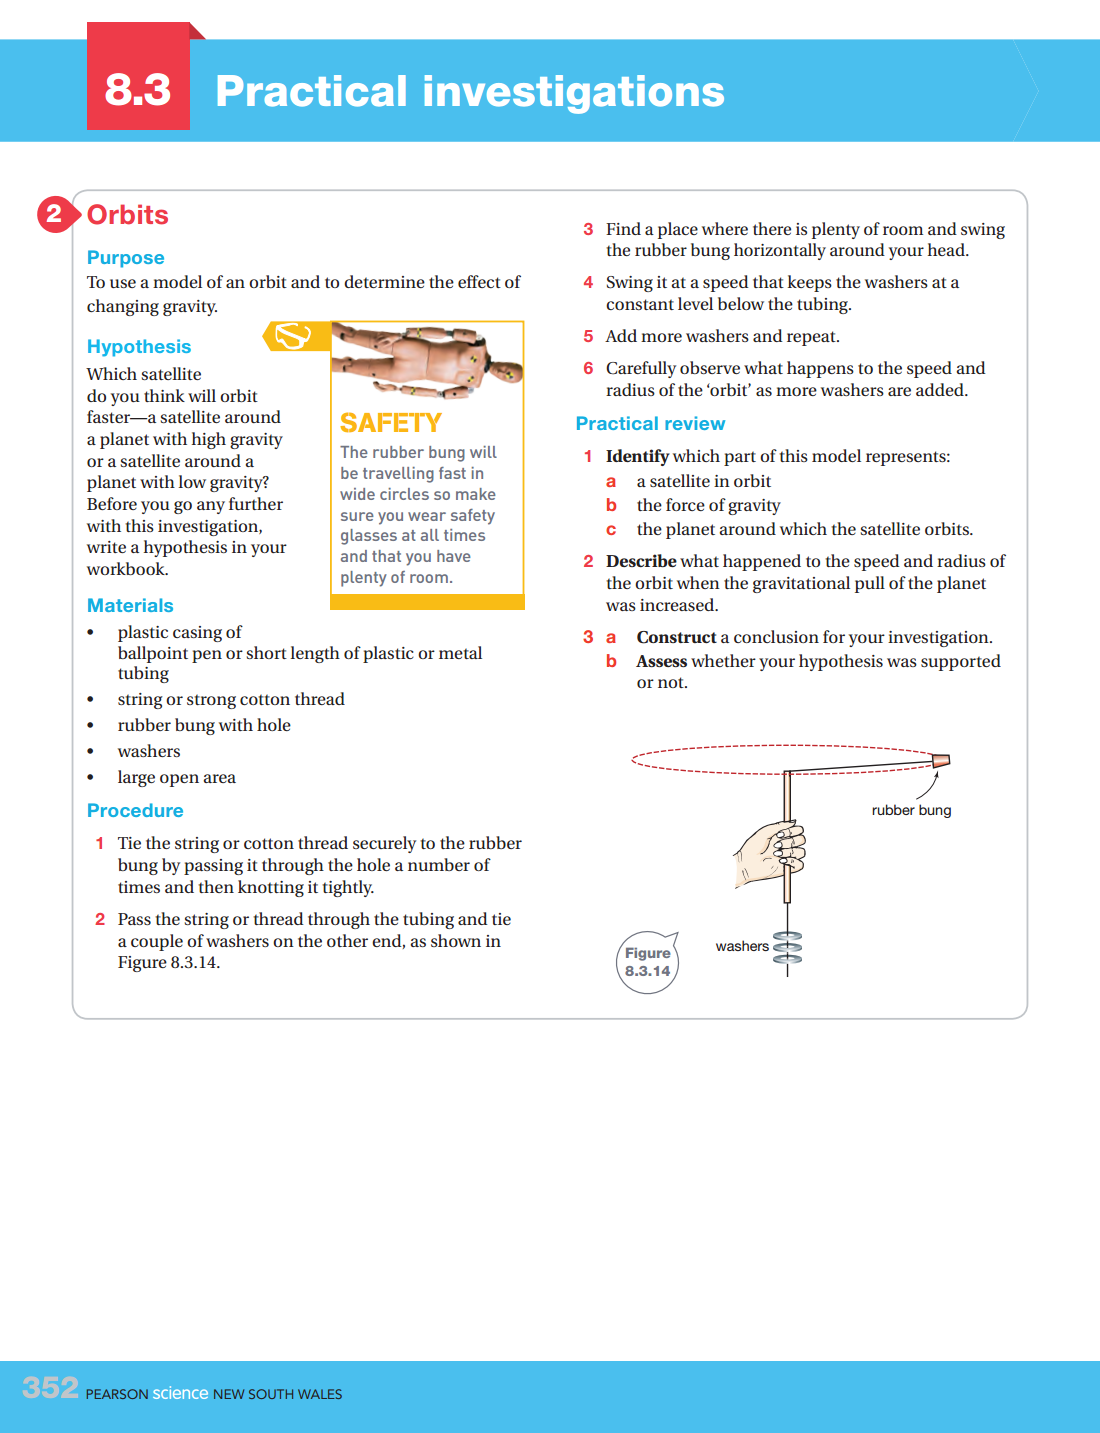 8.3
Practical investigations
2
Orbits
Purpose
To use a model of an orbit and to determine the effect of
changing gravity.
Hypothesis
Which satellite
do you think will orbit
faster—a satellite around
a planet with high gravity
or a satellite around a
planet with low gravity?
Before you go any further
with this investigation,
write a hypothesis in your
workbook.
SAFETY
The rubber bung will
be travelling fast in
wide circles so make
sure you wear safety
glasses at all times
and that you have
plenty of room.
Materials
• plastic casing of
ballpoint pen or short length of plastic or metal
tubing
• string or strong cotton thread
• rubber bung with hole
• washers
• large open area
Procedure
1 Tie the string or cotton thread securely to the rubber
bung by passing it through the hole a number of
times and then knotting it tightly.
2 Pass the string or thread through the tubing and tie
a couple of washers on the other end, as shown in
Figure 8.3.14.
3 Find a place where there is plenty of room and swing
the rubber bung horizontally around your head.
4 Swing it at a speed that keeps the washers at a
constant level below the tubing.
5 Add more washers and repeat.
6 Carefully observe what happens to the speed and
radius of the ‘orbit’ as more washers are added.
Practical review
1 Identify which part of this model represents:
a a satellite in orbit
b the force of gravity
c the planet around which the satellite orbits.
2 Describe what happened to the speed and radius of
the orbit when the gravitational pull of the planet
was increased.
3 a Construct a conclusion for your investigation.
b Assess whether your hypothesis was supported
or not.
rubber bung
washers
Figure
8.3.14
352 PEARSON science NEW SOUTH WALES